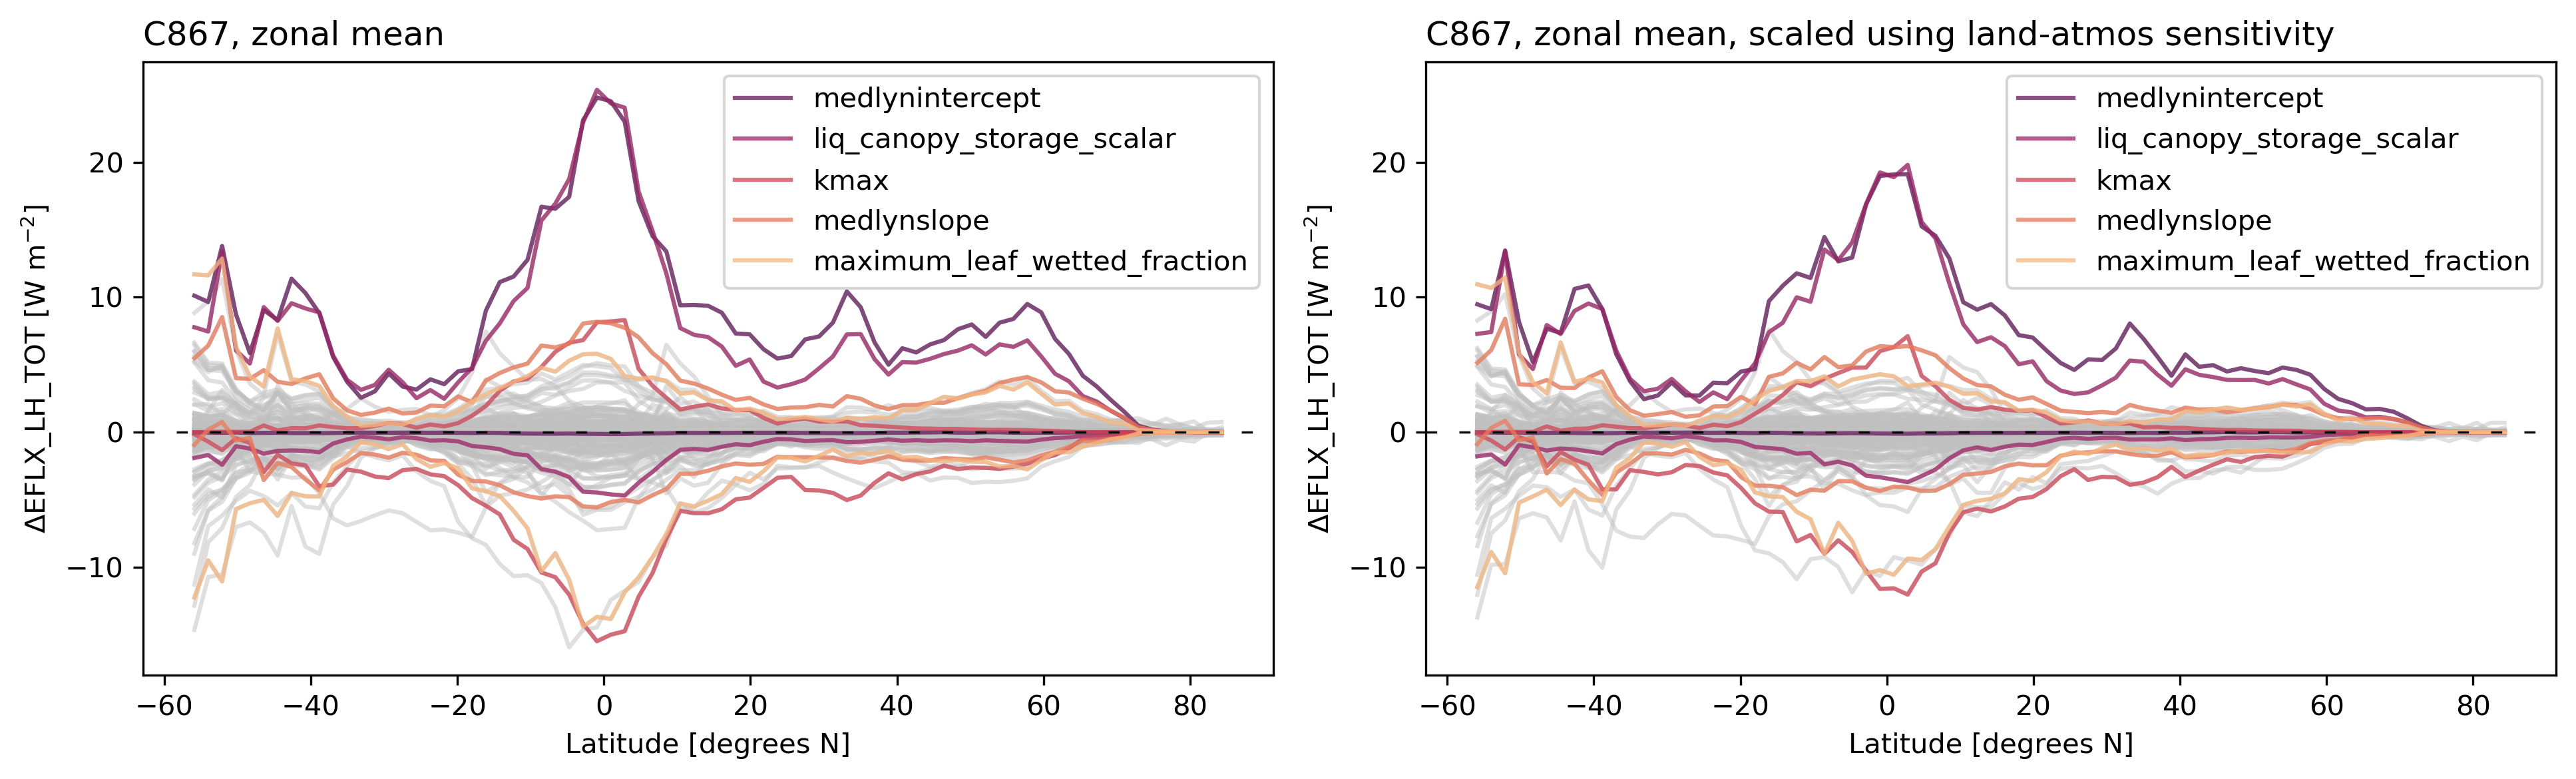 C867, zonal mean
ΔEFLX_LH_TOT [W m⁻²]
20
10
0
−10
medlynintercept
liq_canopy_storage_scalar
kmax
medlynslope
maximum_leaf_wetted_fraction
−60 −40 −20 0 20 40 60 80
Latitude [degrees N]
C867, zonal mean, scaled using land-atmos sensitivity
ΔEFLX_LH_TOT [W m⁻²]
20
10
0
−10
medlynintercept
liq_canopy_storage_scalar
kmax
medlynslope
maximum_leaf_wetted_fraction
−60 −40 −20 0 20 40 60 80
Latitude [degrees N]